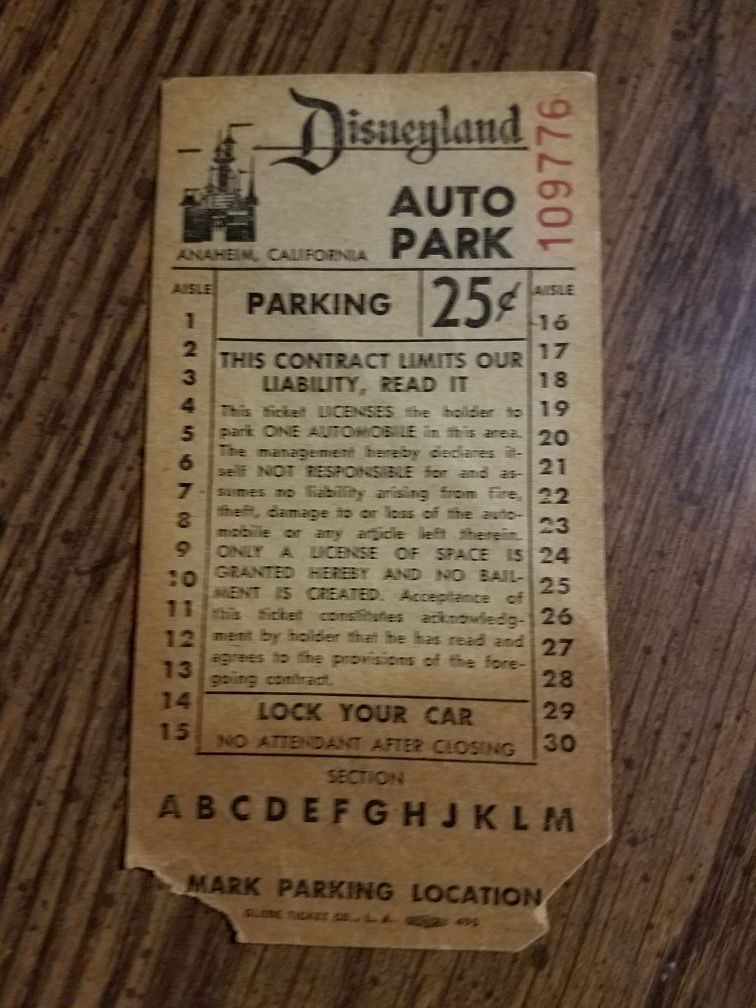 Disneyland
109776
AUTO
PARK
ANAHEIM, CALIFORNIA
AISLE
1
2
3
4
5
6
7
8
9
10
11
12
13
14
15
PARKING 25¢
THIS CONTRACT LIMITS OUR
LIABILITY, READ IT
This ticket LICENSES the holder to
park ONE AUTOMOBILE in this area.
The management hereby declares it-
self NOT RESPONSIBLE for and as-
sumes no liability arising from fire,
theft, damage to or loss of the auto-
mobile or any article left therein.
ONLY A LICENSE OF SPACE IS
GRANTED HEREBY AND NO BAIL-
MENT IS CREATED. Acceptance of
this ticket constitutes acknowledg-
ment by holder that he has read and
agrees to the provisions of the fore-
going contract.
LOCK YOUR CAR
NO ATTENDANT AFTER CLOSING
AISLE
16
17
18
19
20
21
22
23
24
25
26
27
28
29
30
SECTION
A B C D E F G H J K L M
MARK PARKING LOCATION
GLOBE TICKET CO., L. A.